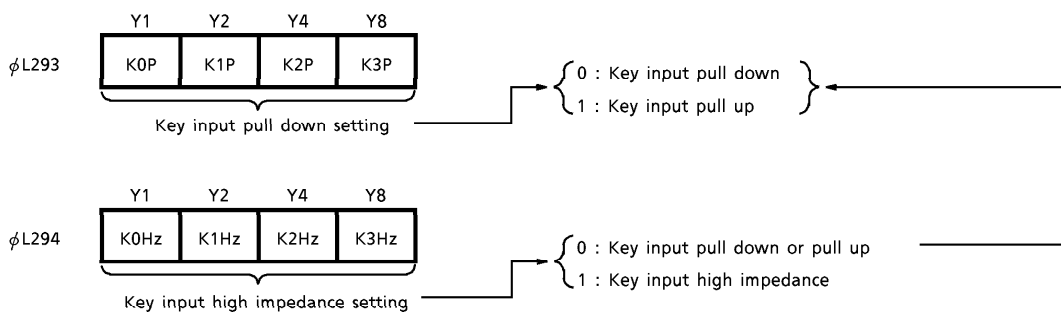 Y1 Y2 Y4 Y8
ϕL293 K0P K1P K2P K3P
0 : Key input pull down
1 : Key input pull up
Key input pull down setting
Y1 Y2 Y4 Y8
ϕL294 K0Hz K1Hz K2Hz K3Hz
0 : Key input pull down or pull up
1 : Key input high impedance
Key input high impedance setting